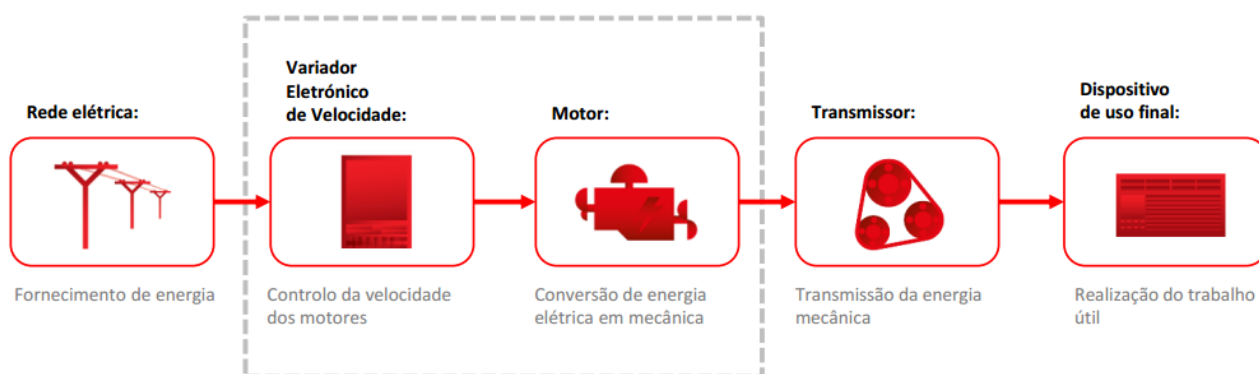 Rede elétrica:
Fornecimento de energia
Variador
Eletrónico
de Velocidade:
Controlo da velocidade
dos motores
Motor:
Conversão de energia
elétrica em mecânica
Transmissor:
Transmissão da energia
mecânica
Dispositivo
de uso final:
Realização do trabalho
útil